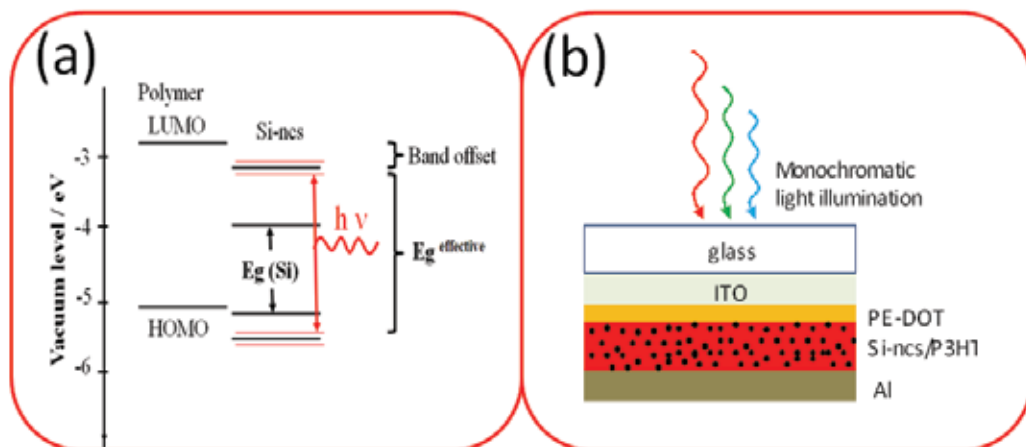 (a)
Polymer
LUMO
Si-ncs
Band offset
-3
-4
-5
-6
Vacuum level / eV
h ν
Eg (Si)
Eg effective
HOMO
(b)
Monochromatic
light illumination
glass
ITO
PE-DOT
Si-ncs/P3HT
Al